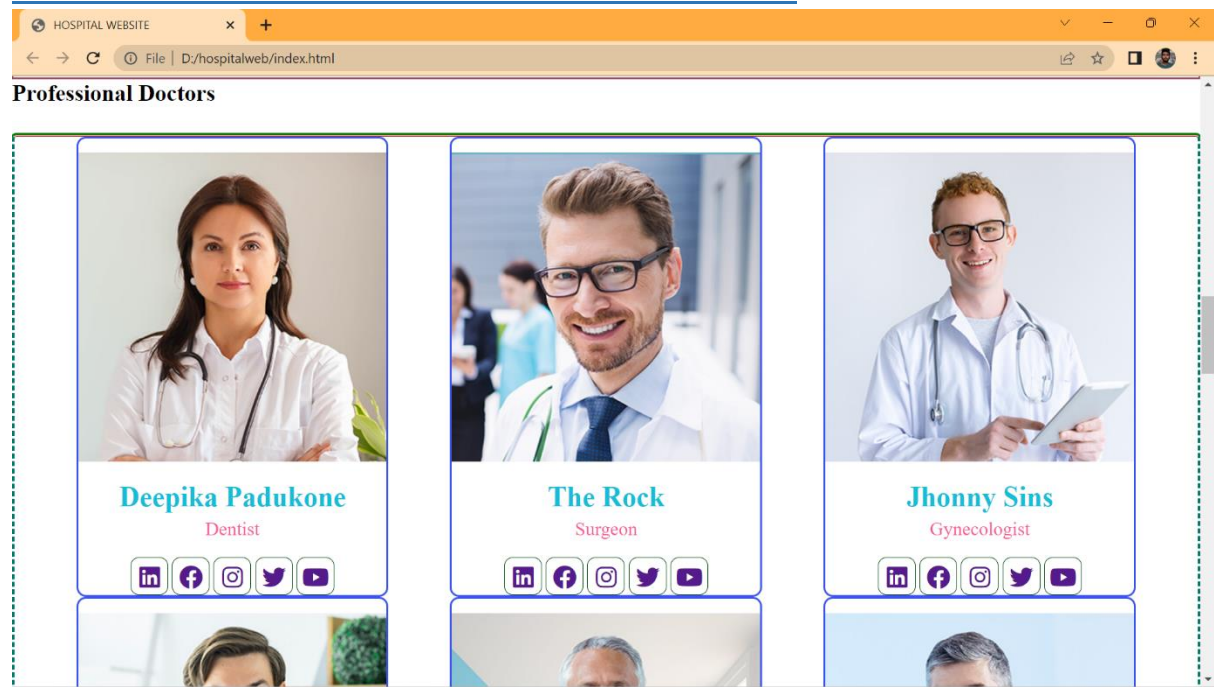 HOSPITAL WEBSITE
File | D:/hospitalweb/index.html
Professional Doctors
Deepika Padukone
The Rock
Jhonny Sins
Dentist
Surgeon
Gynecologist